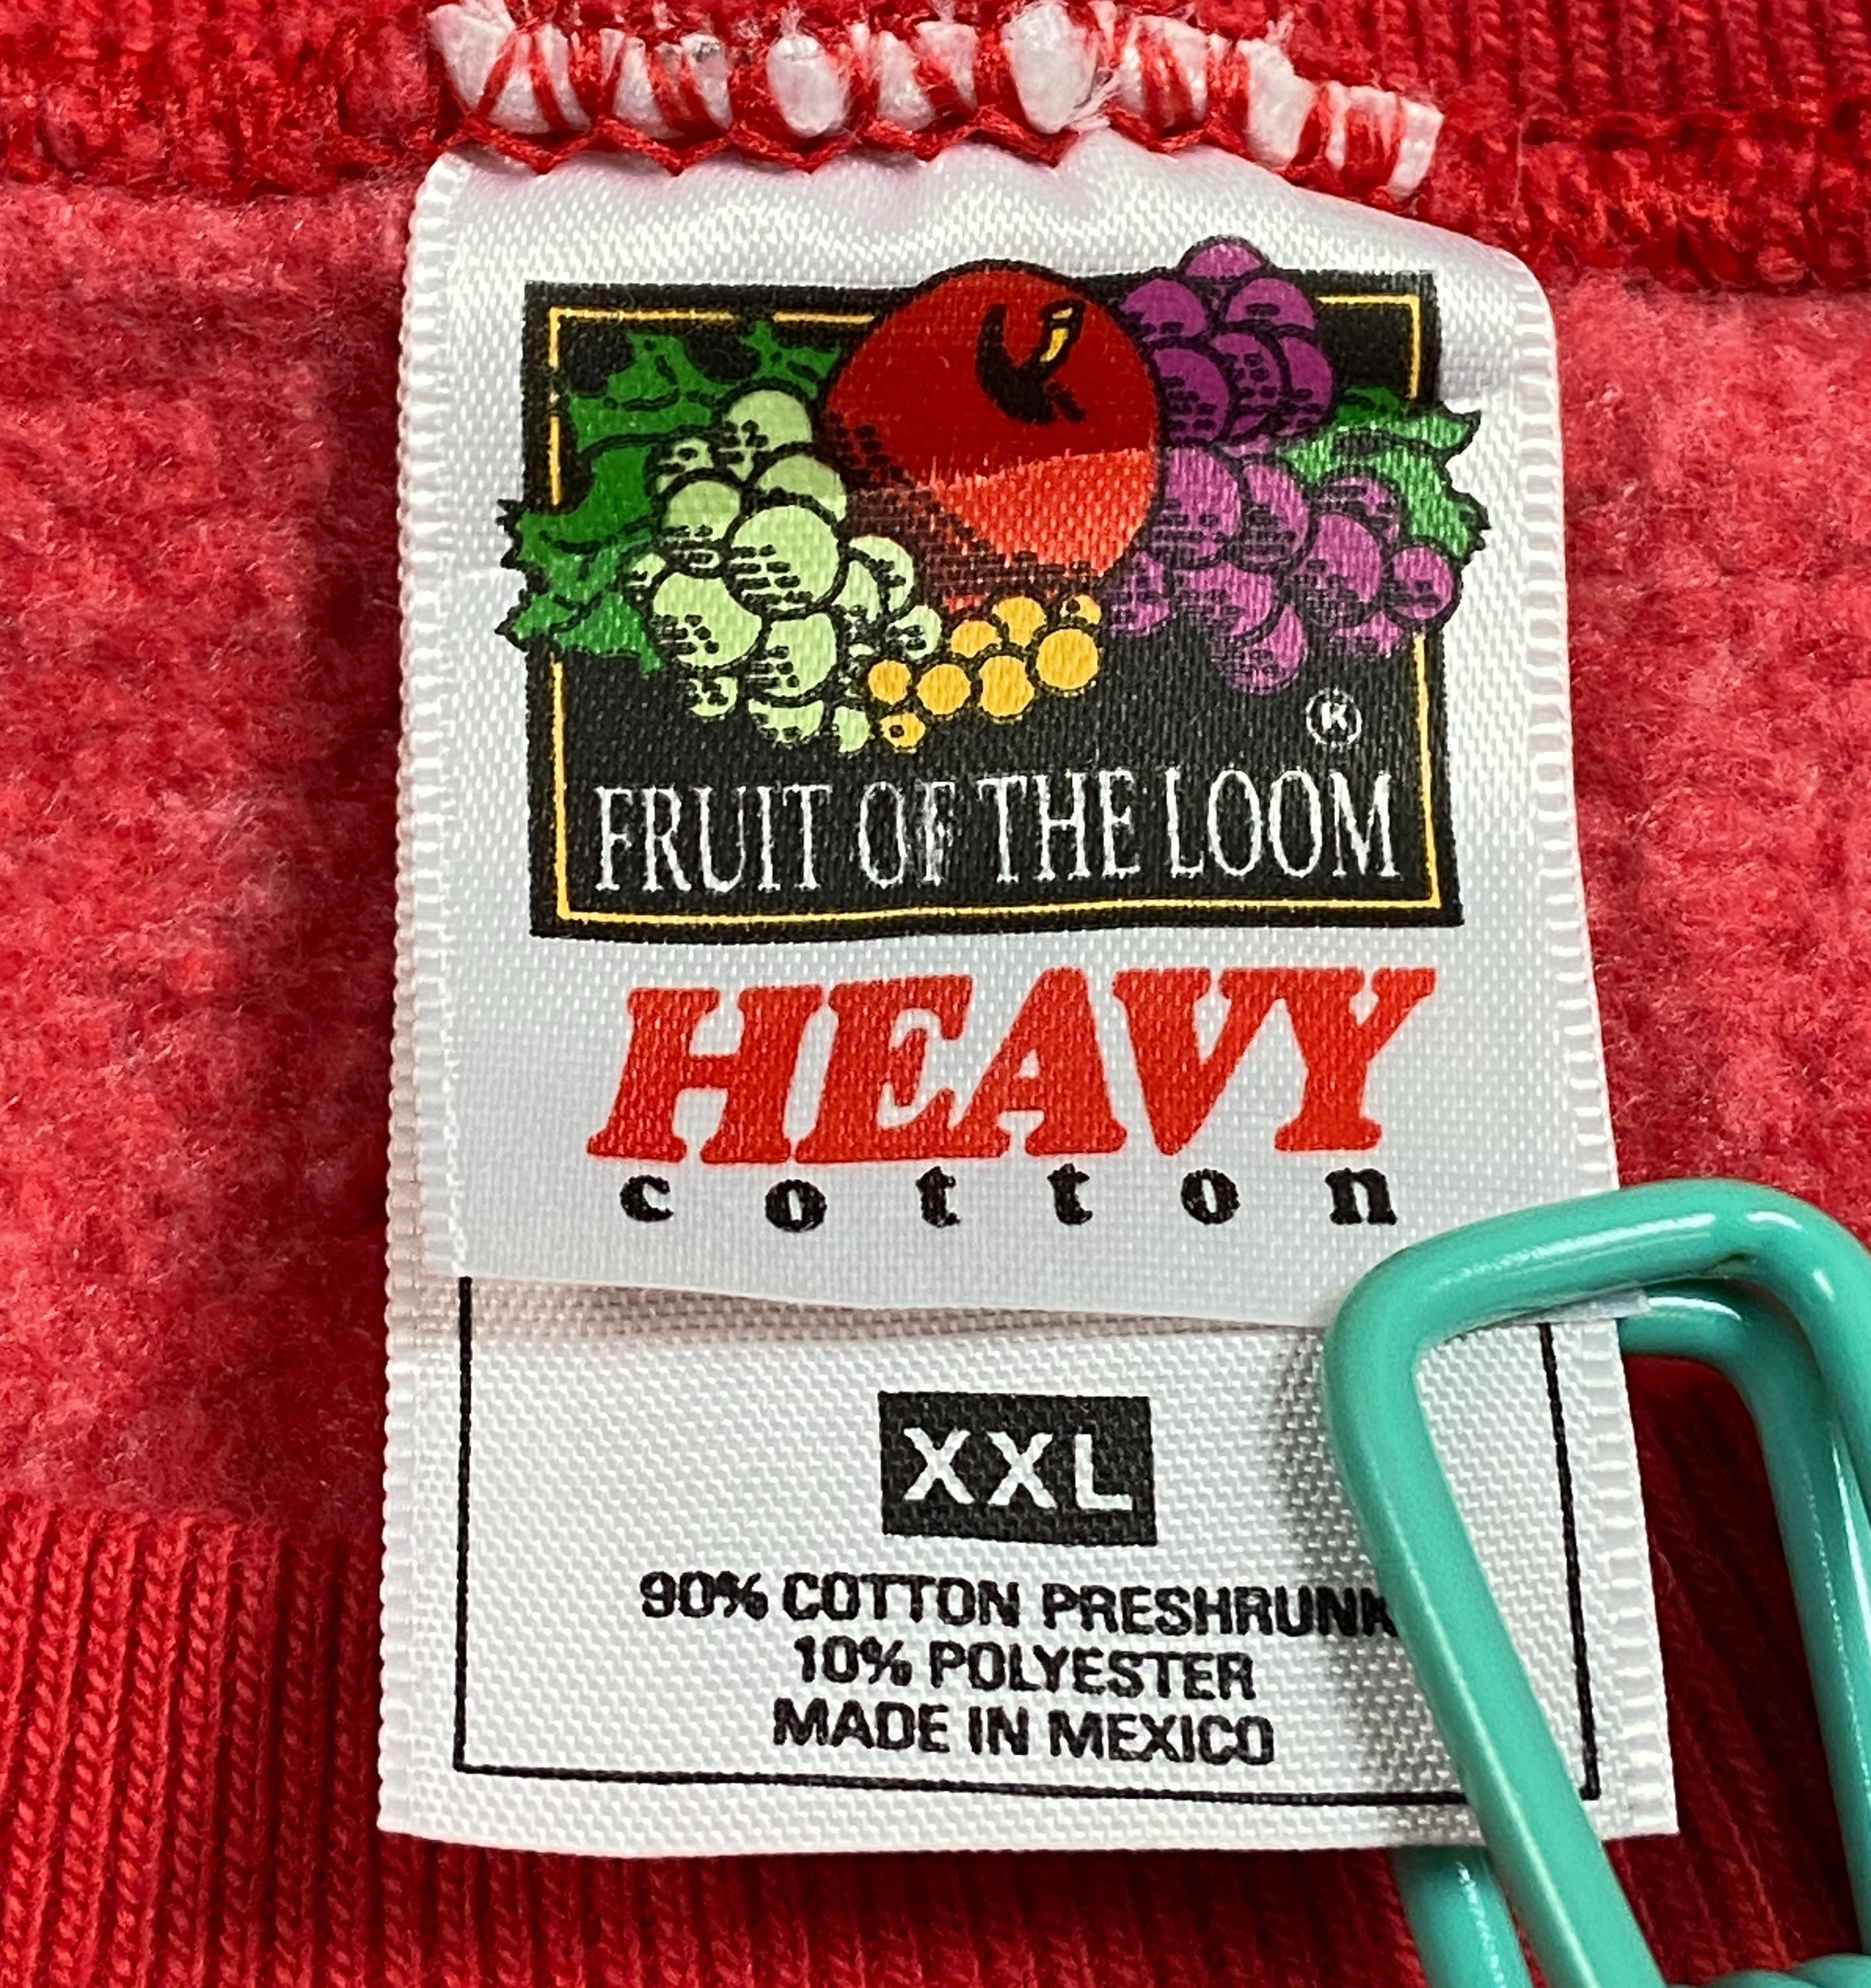 ®
FRUIT OF THE LOOM
HEAVY
cotton
XXL
90% COTTON PRESHRUNK
10% POLYESTER
MADE IN MEXICO